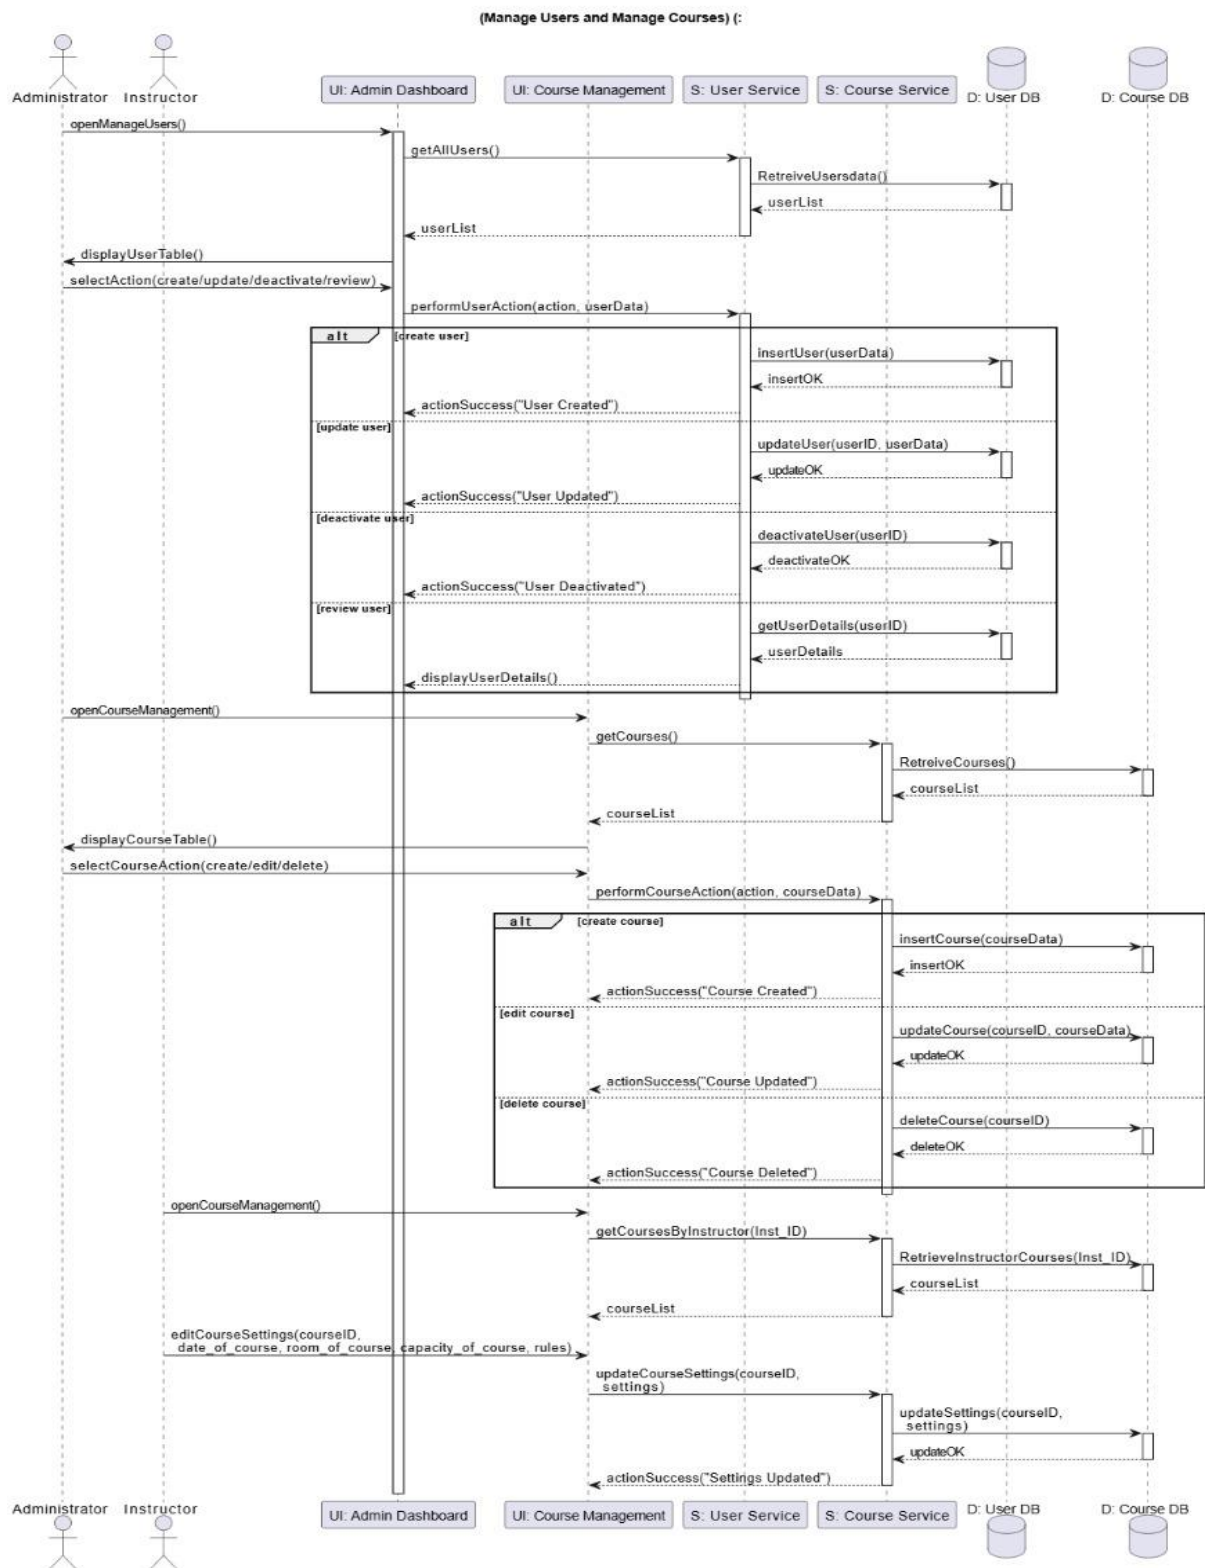 (Manage Users and Manage Courses) (:
Administrator Instructor UI: Admin Dashboard UI: Course Management S: User Service S: Course Service D: User DB D: Course DB
openManageUsers()
getAllUsers()
RetreiveUsersdata()
userList
userList
displayUserTable()
selectAction(create/update/deactivate/review)
performUserAction(action, userData)
alt [create user]
insertUser(userData)
insertOK
actionSuccess("User Created")
[update user]
updateUser(userID, userData)
updateOK
actionSuccess("User Updated")
[deactivate user]
deactivateUser(userID)
deactivateOK
actionSuccess("User Deactivated")
[review user]
getUserDetails(userID)
userDetails
displayUserDetails()
openCourseManagement()
getCourses()
RetreiveCourses()
courseList
courseList
displayCourseTable()
selectCourseAction(create/edit/delete)
performCourseAction(action, courseData)
alt [create course]
insertCourse(courseData)
insertOK
actionSuccess("Course Created")
[edit course]
updateCourse(courseID, courseData)
updateOK
actionSuccess("Course Updated")
[delete course]
deleteCourse(courseID)
deleteOK
actionSuccess("Course Deleted")
openCourseManagement()
getCoursesByInstructor(Inst_ID)
RetrieveInstructorCourses(Inst_ID)
courseList
courseList
editCourseSettings(courseID,
date_of_course, room_of_course, capacity_of_course, rules)
updateCourseSettings(courseID,
settings)
updateSettings(courseID,
settings)
updateOK
actionSuccess("Settings Updated")
Administrator Instructor UI: Admin Dashboard UI: Course Management S: User Service S: Course Service D: User DB D: Course DB